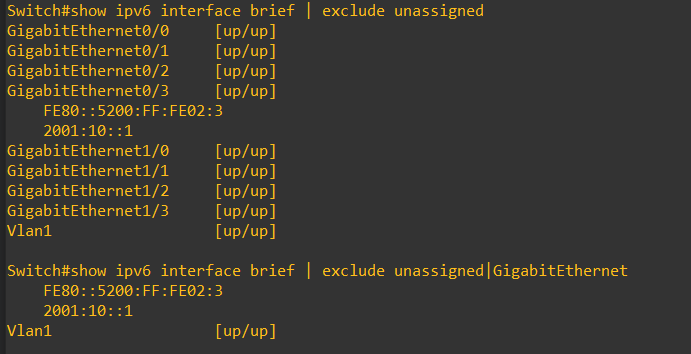 Switch#show ipv6 interface brief | exclude unassigned
GigabitEthernet0/0     [up/up]
GigabitEthernet0/1     [up/up]
GigabitEthernet0/2     [up/up]
GigabitEthernet0/3     [up/up]
    FE80::5200:FF:FE02:3
    2001:10::1
GigabitEthernet1/0     [up/up]
GigabitEthernet1/1     [up/up]
GigabitEthernet1/2     [up/up]
GigabitEthernet1/3     [up/up]
Vlan1                  [up/up]

Switch#show ipv6 interface brief | exclude unassigned|GigabitEthernet
    FE80::5200:FF:FE02:3
    2001:10::1
Vlan1                  [up/up]